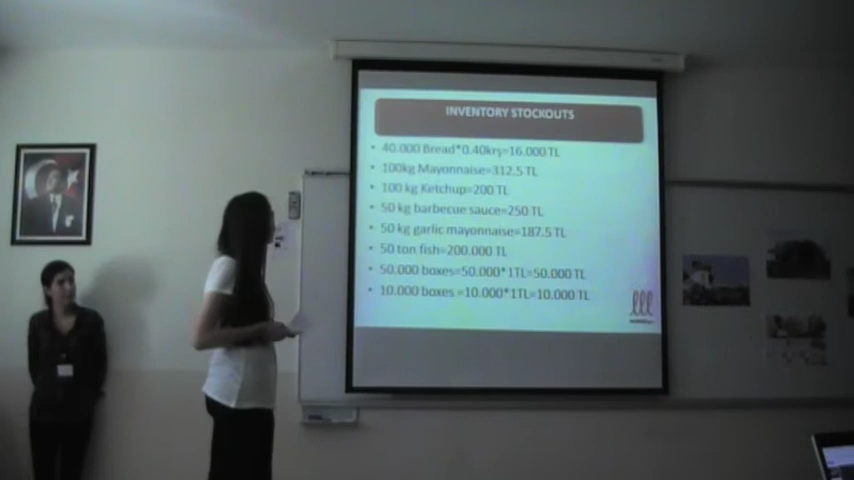 INVENTORY STOCKOUTS
• 40.000 Bread*0.40kry=16.000 TL
• 100kg Mayonnaise=312.5 TL
• 100 kg Ketchup=200 TL
• 50 kg barbecue sauce=250 TL
• 50 kg garlic mayonnaise=187.5 TL
• 50 ton fish=200.000 TL
• 50.000 boxes=50.000*1TL=50.000 TL
• 10.000 boxes =10.000*1TL=10.000 TL